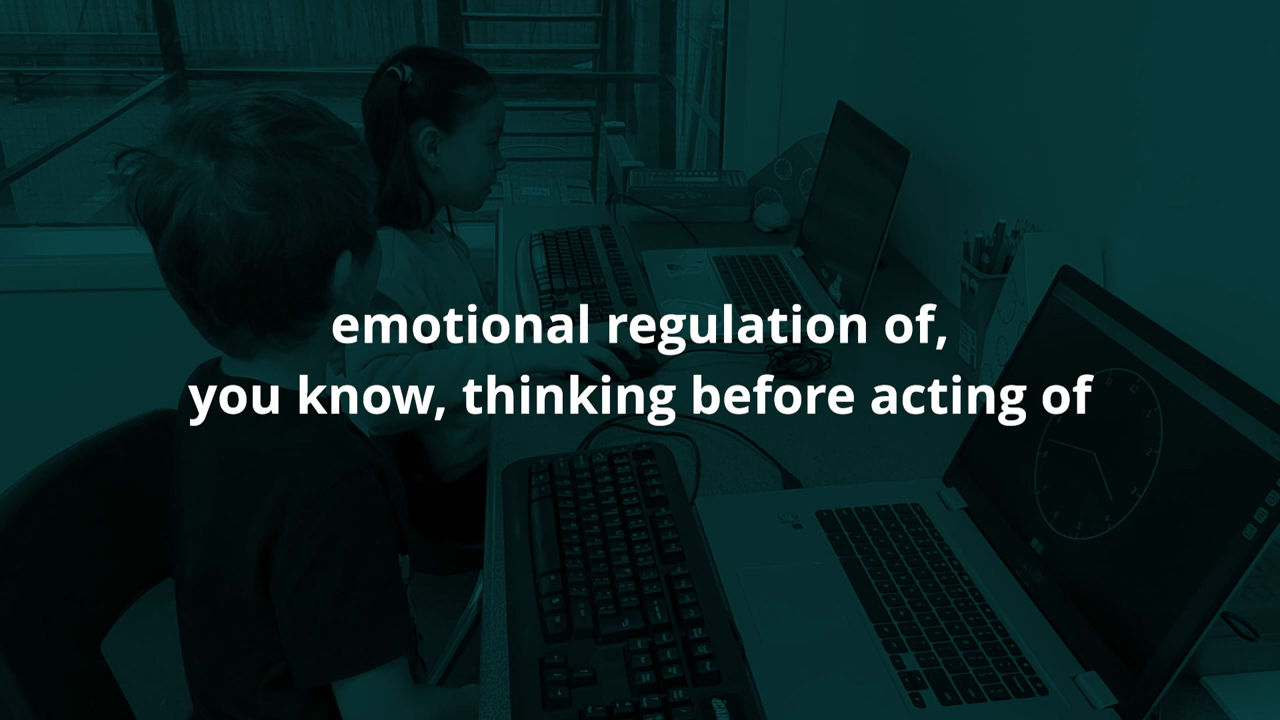 emotional regulation of,
you know, thinking before acting of